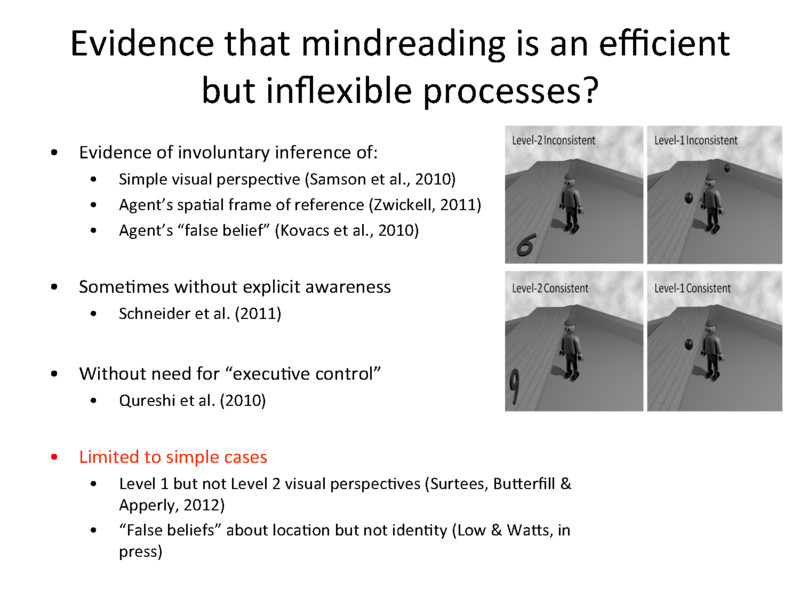 Evidence that mindreading is an efficient
but inflexible processes?
• Evidence of involuntary inference of:
• Simple visual perspective (Samson et al., 2010)
• Agent's spatial frame of reference (Zwickell, 2011)
• Agent's “false belief” (Kovacs et al., 2010)
• Sometimes without explicit awareness
• Schneider et al. (2011)
• Without need for “executive control”
• Qureshi et al. (2010)
• Limited to simple cases
• Level 1 but not Level 2 visual perspectives (Surtees, Butterfill &
Apperly, 2012)
• “False beliefs” about location but not identity (Low & Watts, in
press)
Level-2 Inconsistent
6
Level-1 Inconsistent
Level-2 Consistent
9
Level-1 Consistent